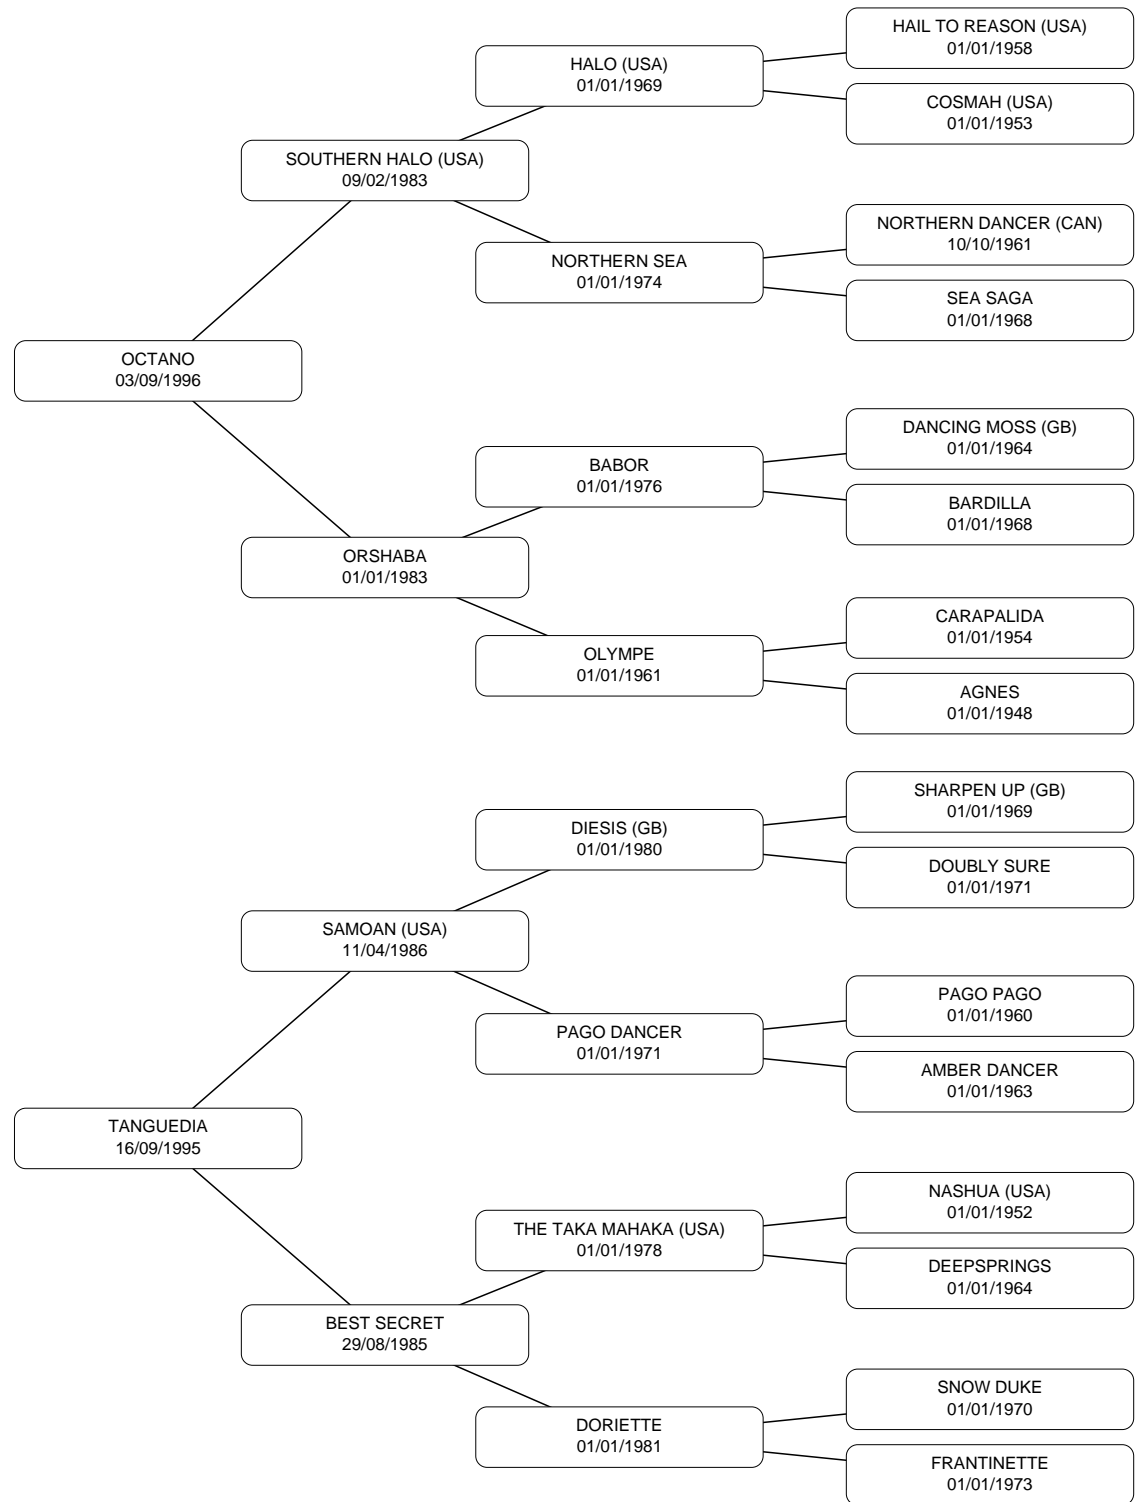 HAIL TO REASON (USA)
01/01/1958
HALO (USA)
01/01/1969
COSMAH (USA)
01/01/1953
SOUTHERN HALO (USA)
09/02/1983
NORTHERN DANCER (CAN)
10/10/1961
NORTHERN SEA
01/01/1974
SEA SAGA
01/01/1968
OCTANO
03/09/1996
DANCING MOSS (GB)
01/01/1964
BABOR
01/01/1976
BARDILLA
01/01/1968
ORSHABA
01/01/1983
CARAPALIDA
01/01/1954
OLYMPE
01/01/1961
AGNES
01/01/1948
SHARPEN UP (GB)
01/01/1969
DIESIS (GB)
01/01/1980
DOUBLY SURE
01/01/1971
SAMOAN (USA)
11/04/1986
PAGO PAGO
01/01/1960
PAGO DANCER
01/01/1971
AMBER DANCER
01/01/1963
TANGUEDIA
16/09/1995
NASHUA (USA)
01/01/1952
THE TAKA MAHAKA (USA)
01/01/1978
DEEPSPRINGS
01/01/1964
BEST SECRET
29/08/1985
SNOW DUKE
01/01/1970
DORIETTE
01/01/1981
FRANTINETTE
01/01/1973